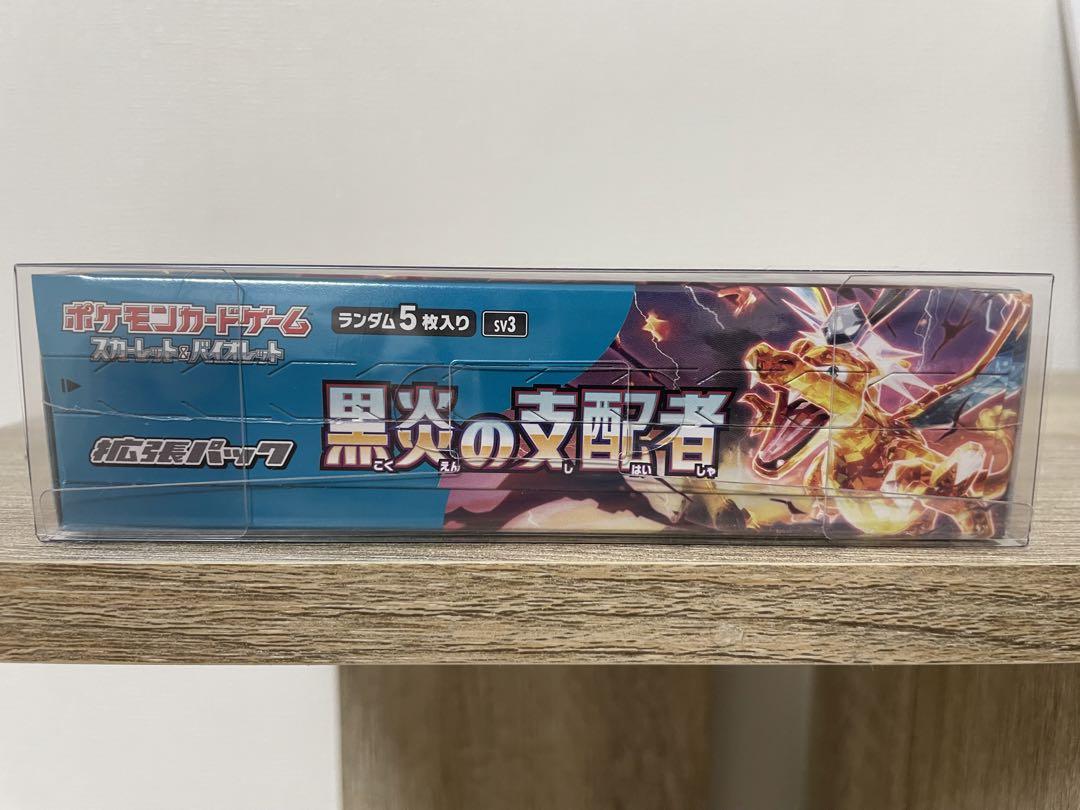 ポケモンカードゲーム
スカーレット&バイオレット
ランダム5枚入り sv3
拡張パック
黒炎の支配者
こく えん し はい しゃ